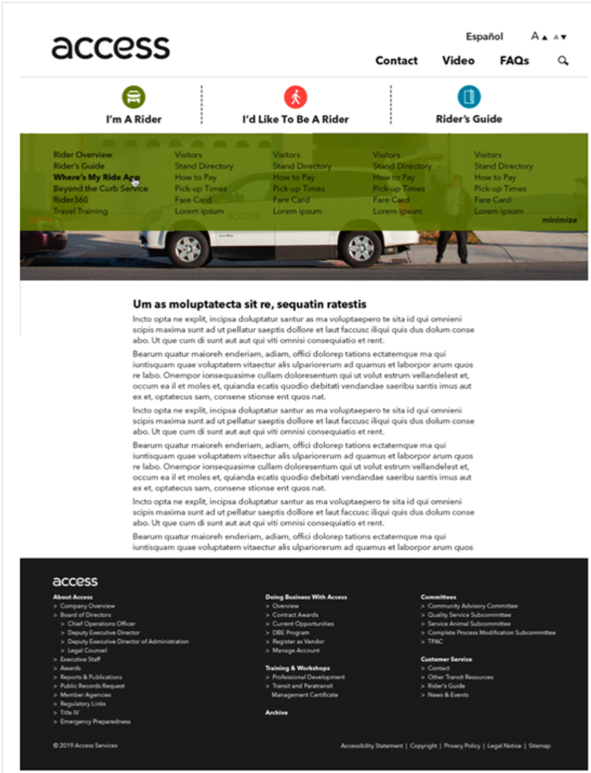 access
Español A▲ A▼
Contact Video FAQs
I'm A Rider I'd Like To Be A Rider Rider's Guide
Rider Overview
Rider's Guide
Where's My Ride App
Beyond the Curb Service
Rider360
Travel Training
Visitors
Stand Directory
How to Pay
Pick-up Times
Fare Card
Lorem ipsum
Visitors
Stand Directory
How to Pay
Pick-up Times
Fare Card
Lorem ipsum
Visitors
Stand Directory
How to Pay
Pick-up Times
Fare Card
Lorem ipsum
Visitors
Stand Directory
How to Pay
Pick-up Times
Fare Card
Lorem ipsum
minimize
access
Um as moluptatecta sit re, sequatin ratestis
Incto opta ne explit, incipsa doluptatur santur as ma voluptaepero te sita id qui omnieni
scipis maxima sunt ad ut pellatur saeptis dollore et laut faccusc iliqui quis dus dolum conse
abo. Ut que cum di sunt aut aut qui viti omnisi consequiatio et rent.
Bearum quatur maioreh enderiam, adiam, offici dolorep tations ectatemque ma qui
iuntiusquam quae voluptatem vitaectur alis ulpariorerum ad quamus et laborpor arum quos
re labo. Onempor ionsequasime cullam doloresentum qui ut volut estrum vellandelest et,
occum ea il et moles et, quianda ecatis quodio debitati vendandae saeribu santis imus aut
ex et, optatecus sam, consene stionse ent quos nat.
Incto opta ne explit, incipsa doluptatur santur as ma voluptaepero te sita id qui omnieni
scipis maxima sunt ad ut pellatur saeptis dollore et laut faccusc iliqui quis dus dolum conse
abo. Ut que cum di sunt aut aut qui viti omnisi consequiatio et rent.
Bearum quatur maioreh enderiam, adiam, offici dolorep tations ectatemque ma qui
iuntiusquam quae voluptatem vitaectur alis ulpariorerum ad quamus et laborpor arum quos
re labo. Onempor ionsequasime cullam doloresentum qui ut volut estrum vellandelest et,
occum ea il et moles et, quianda ecatis quodio debitati vendandae saeribu santis imus aut
ex et, optatecus sam, consene stionse ent quos nat.
Incto opta ne explit, incipsa doluptatur santur as ma voluptaepero te sita id qui omnieni
scipis maxima sunt ad ut pellatur saeptis dollore et laut faccusc iliqui quis dus dolum conse
abo. Ut que cum di sunt aut aut qui viti omnisi consequiatio et rent.
Bearum quatur maioreh enderiam, adiam, offici dolorep tations ectatemque ma qui
iuntiusquam quae voluptatem vitaectur alis ulpariorerum ad quamus et laborpor arum quos
access
About Access
> Company Overview
> Board of Directors
> Chief Operations Officer
> Deputy Executive Director
> Deputy Executive Director of Administration
> Legal Counsel
> Executive Staff
> Awards
> Reports & Publications
> Public Records Request
> Member Agencies
> Regulatory Links
> Title IV
> Emergency Preparedness
Doing Business With Access
> Overview
> Contract Awards
> Current Opportunities
> DBE Program
> Register as Vendor
> Manage Account
Training & Workshops
> Professional Development
> Transit and Paratransit
Management Certificate
Archive
Committees
> Community Advisory Committee
> Quality Service Subcommittee
> Service Animal Subcommittee
> Complete Process Modification Subcommittee
> TPAC
Customer Service
> Contact
> Other Transit Resources
> Rider's Guide
> News & Events
© 2019 Access Services
Accessibility Statement | Copyright | Privacy Policy | Legal Notice | Sitemap